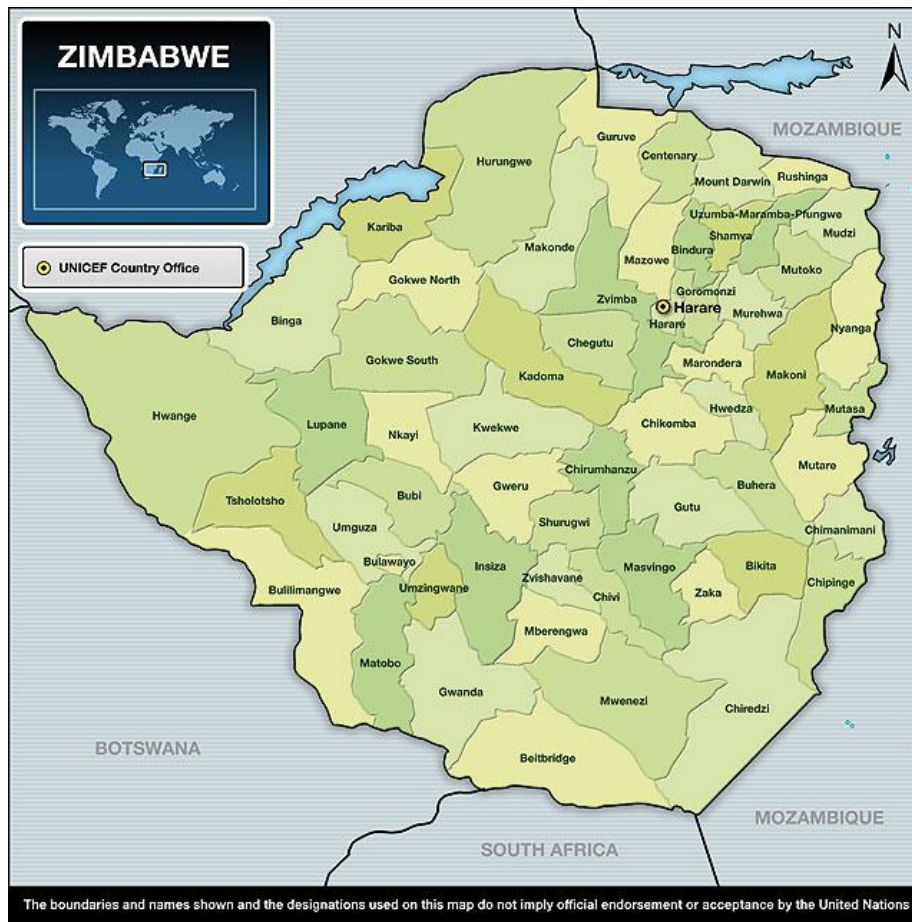 ZIMBABWE
N
MOZAMBIQUE
UNICEF Country Office
Guruve
Centenary
Hurungwe
Mount Darwin
Rushinga
Kariba
Uzumba-Maramba-Pfungwe
Shamva
Mudzi
Makonde
Bindura
Mazowe
Mutoko
Gokwe North
Goromonzi
Zvimba
Harare
Murehwa
Binga
Harare
Nyanga
Chegutu
Gokwe South
Marondera
Kadoma
Makoni
Hwange
Hwedza
Mutasa
Lupane
Nkayi
Kwekwe
Chikomba
Mutare
Chirumhanzu
Gweru
Buhera
Tsholotsho
Bubi
Gutu
Umguza
Shurugwi
Chimanimani
Bulawayo
Insiza
Masvingo
Bikita
Zvishavane
Chipinge
Bulilimangwe
Umzingwane
Chivi
Zaka
Mberengwa
Matobo
Gwanda
Mwenezi
Chiredzi
BOTSWANA
Beitbridge
MOZAMBIQUE
SOUTH AFRICA
The boundaries and names shown and the designations used on this map do not imply official endorsement or acceptance by the United Nations